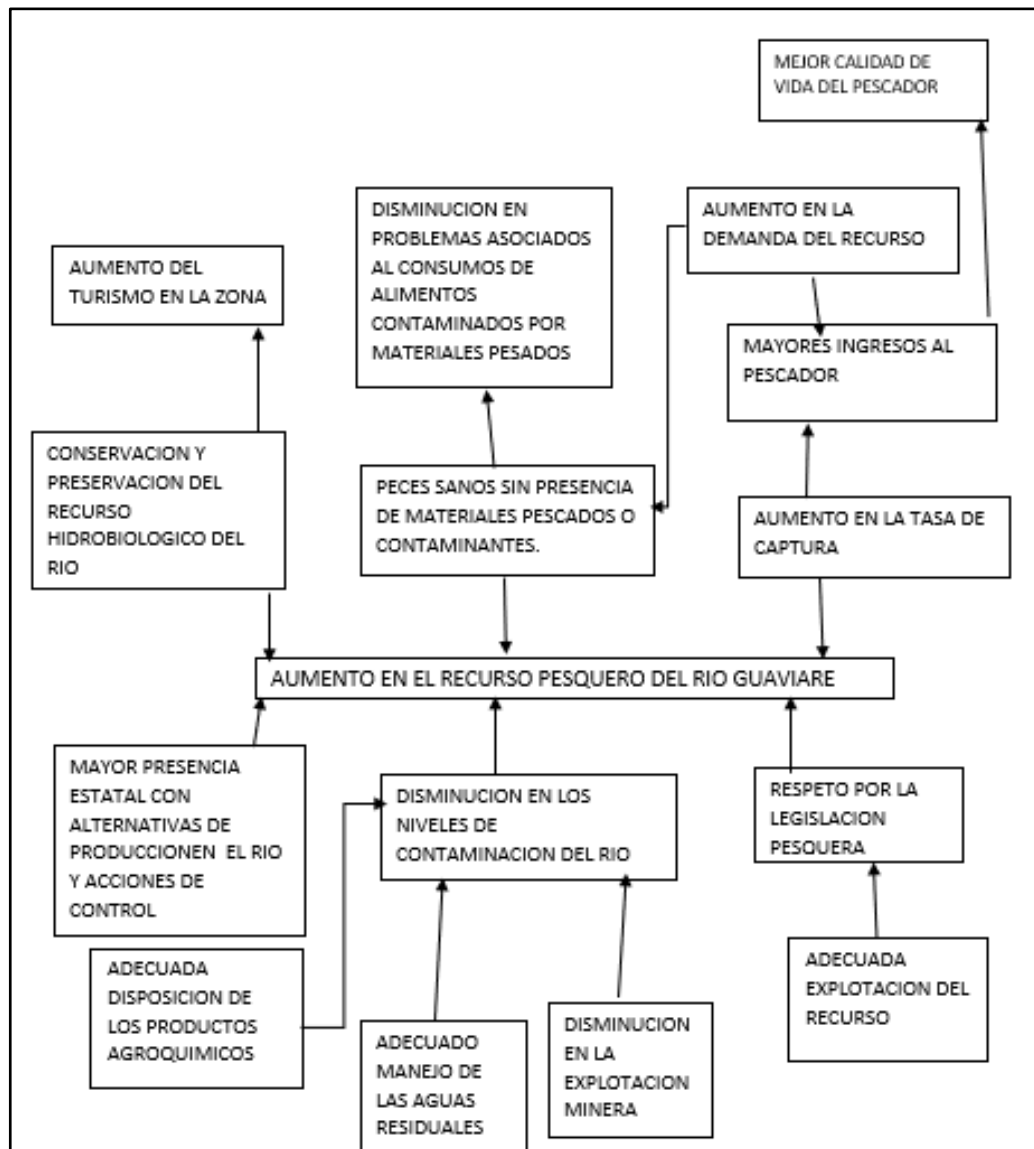 MEJOR CALIDAD DE
VIDA DEL PESCADOR
DISMINUCION EN
PROBLEMAS ASOCIADOS
AL CONSUMOS DE
ALIMENTOS
CONTAMINADOS POR
MATERIALES PESADOS
AUMENTO EN LA
DEMANDA DEL RECURSO
AUMENTO DEL
TURISMO EN LA ZONA
MAYORES INGRESOS AL
PESCADOR
CONSERVACION Y
PRESERVACION DEL
RECURSO
HIDROBIOLOGICO DEL
RIO
PECES SANOS SIN PRESENCIA
DE MATERIALES PESCADOS O
CONTAMINANTES.
AUMENTO EN LA TASA DE
CAPTURA
AUMENTO EN EL RECURSO PESQUERO DEL RIO GUAVIARE
MAYOR PRESENCIA
ESTATAL CON
ALTERNATIVAS DE
PRODUCCIONEN EL RIO
Y ACCIONES DE
CONTROL
DISMINUCION EN LOS
NIVELES DE
CONTAMINACION DEL RIO
RESPETO POR LA
LEGISLACION
PESQUERA
ADECUADA
DISPOSICION DE
LOS PRODUCTOS
AGROQUIMICOS
ADECUADO
MANEJO DE
LAS AGUAS
RESIDUALES
DISMINUCION
EN LA
EXPLOTACION
MINERA
ADECUADA
EXPLOTACION DEL
RECURSO